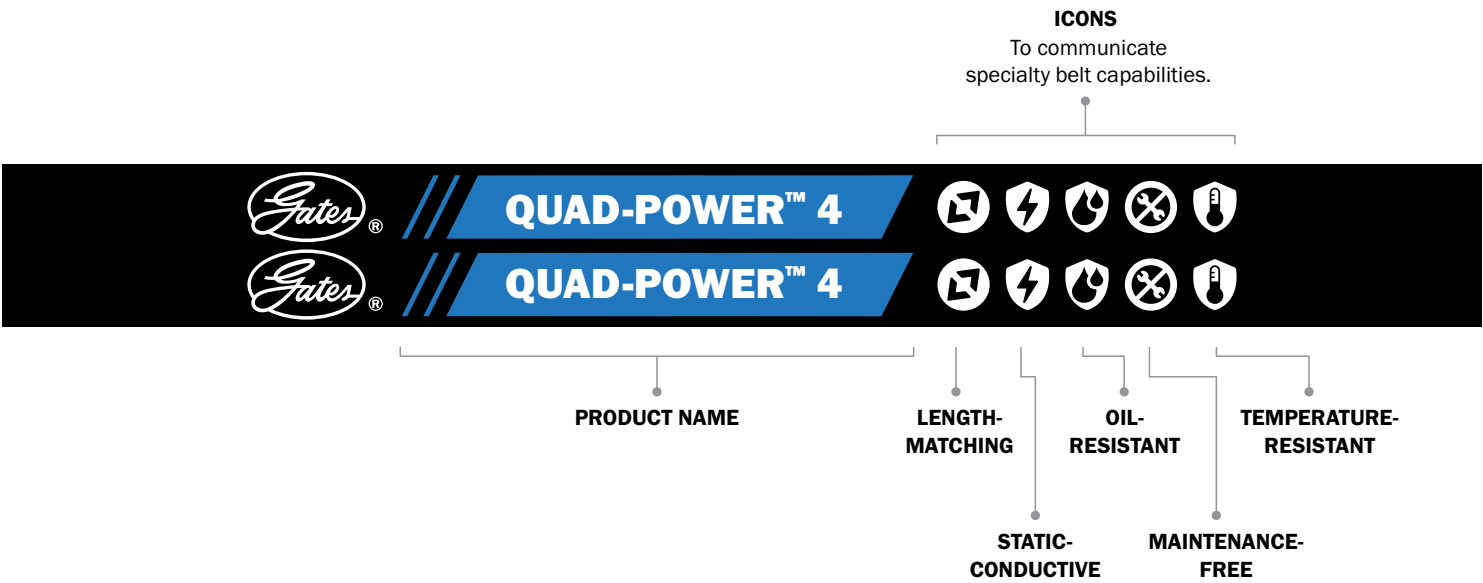 ICONS
To communicate
specialty belt capabilities.
Gates ® QUAD-POWER™ 4
Gates ® QUAD-POWER™ 4
PRODUCT NAME
LENGTH-
MATCHING
OIL-
RESISTANT
TEMPERATURE-
RESISTANT
STATIC-
CONDUCTIVE
MAINTENANCE-
FREE